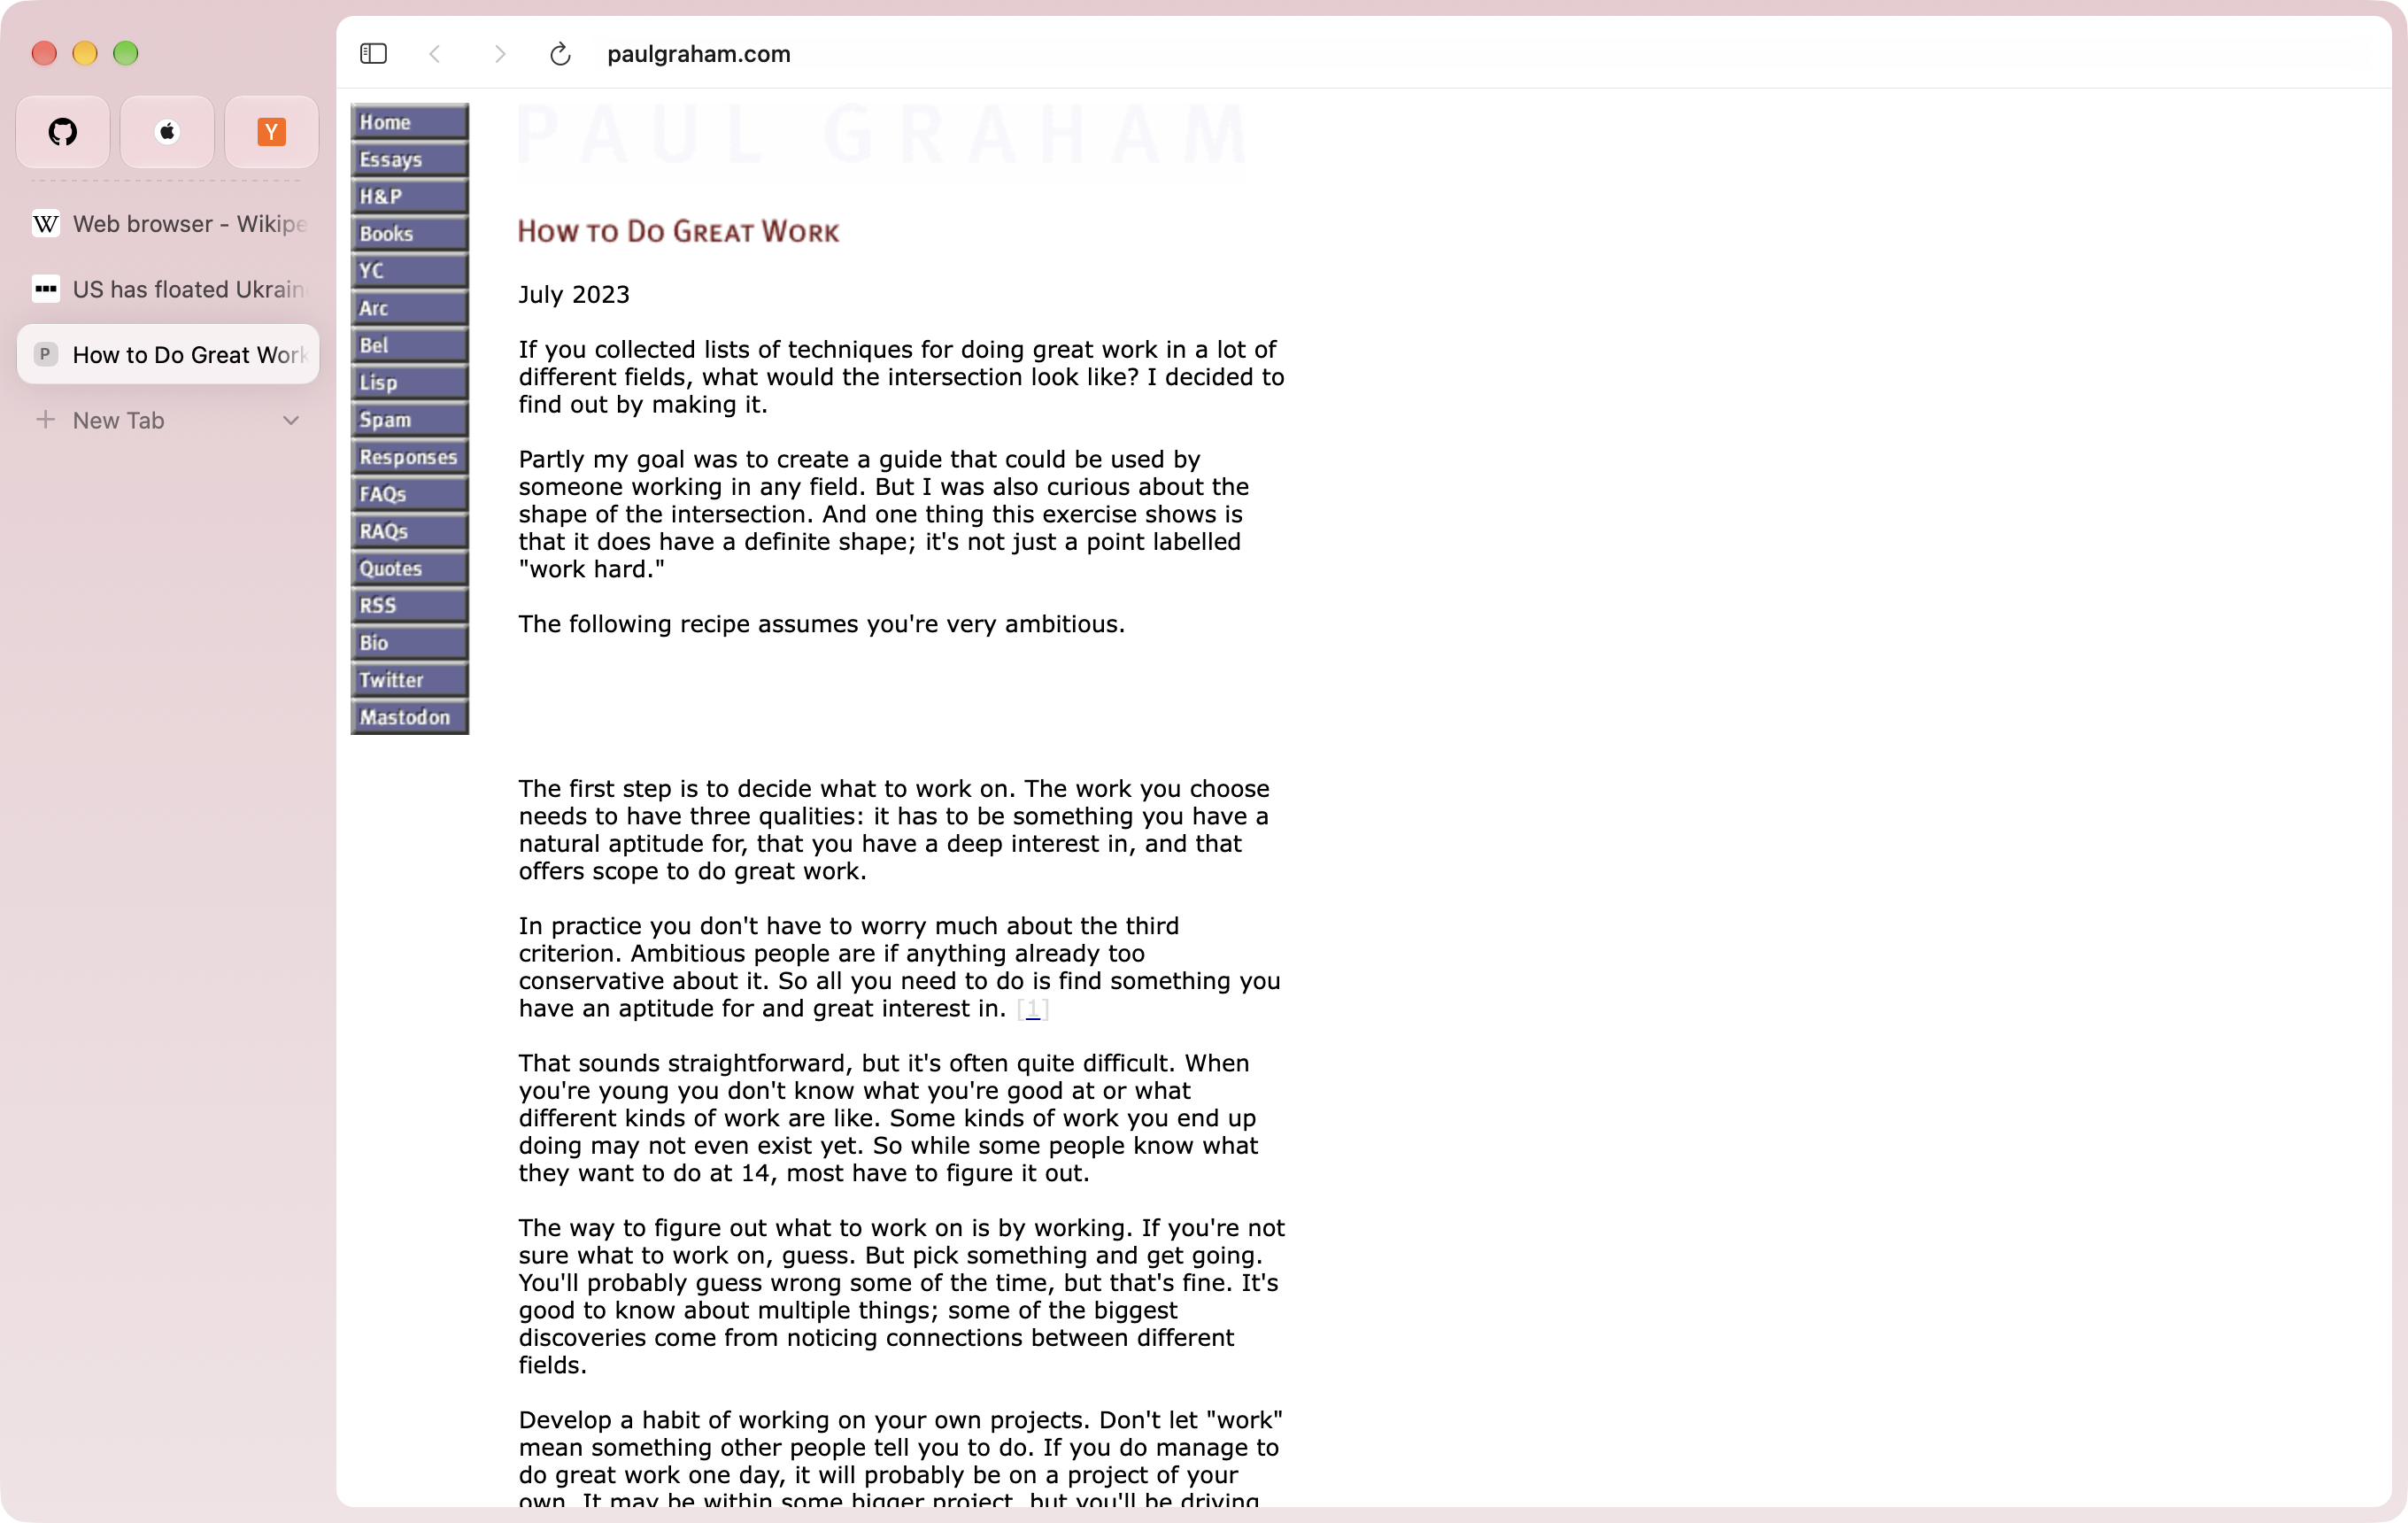 paulgraham.com
Y
W Web browser - Wikipe
US has floated Ukrain
P How to Do Great Work
New Tab
Home
Essays
H&P
Books
YC
Arc
Bel
Lisp
Spam
Responses
FAQs
RAQs
Quotes
RSS
Bio
Twitter
Mastodon
PAUL GRAHAM
How to Do Great Work
July 2023
If you collected lists of techniques for doing great work in a lot of
different fields, what would the intersection look like? I decided to
find out by making it.
Partly my goal was to create a guide that could be used by
someone working in any field. But I was also curious about the
shape of the intersection. And one thing this exercise shows is
that it does have a definite shape; it's not just a point labelled
"work hard."
The following recipe assumes you're very ambitious.
The first step is to decide what to work on. The work you choose
needs to have three qualities: it has to be something you have a
natural aptitude for, that you have a deep interest in, and that
offers scope to do great work.
In practice you don't have to worry much about the third
criterion. Ambitious people are if anything already too
conservative about it. So all you need to do is find something you
have an aptitude for and great interest in. [1]
That sounds straightforward, but it's often quite difficult. When
you're young you don't know what you're good at or what
different kinds of work are like. Some kinds of work you end up
doing may not even exist yet. So while some people know what
they want to do at 14, most have to figure it out.
The way to figure out what to work on is by working. If you're not
sure what to work on, guess. But pick something and get going.
You'll probably guess wrong some of the time, but that's fine. It's
good to know about multiple things; some of the biggest
discoveries come from noticing connections between different
fields.
Develop a habit of working on your own projects. Don't let "work"
mean something other people tell you to do. If you do manage to
do great work one day, it will probably be on a project of your
own. It may be within some bigger project, but you'll be driving